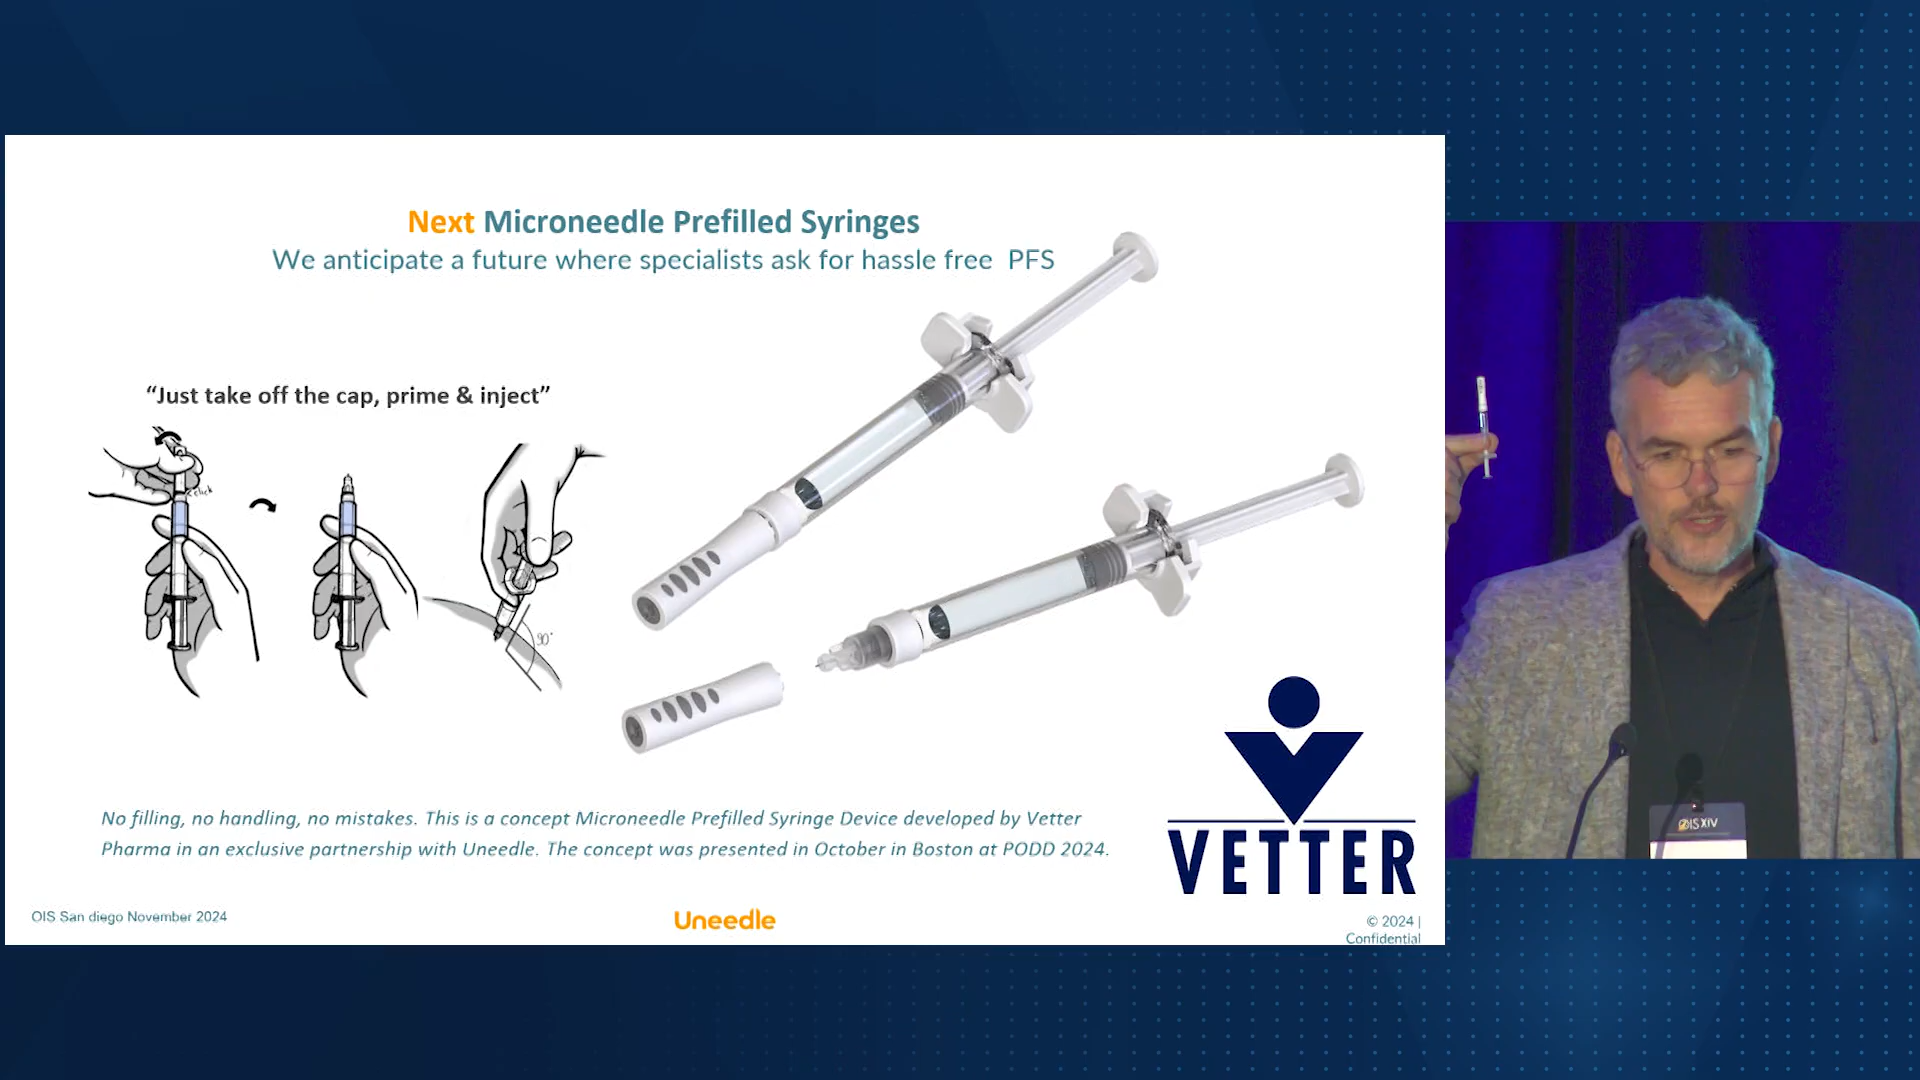 Next Microneedle Prefilled Syringes
We anticipate a future where specialists ask for hassle free PFS
“Just take off the cap, prime & inject”
click
90°
No filling, no handling, no mistakes. This is a concept Microneedle Prefilled Syringe Device developed by Vetter
Pharma in an exclusive partnership with Uneedle. The concept was presented in October in Boston at PODD 2024.
VETTER
OIS San diego November 2024
Uneedle
© 2024 |
Confidential
OIS XIV